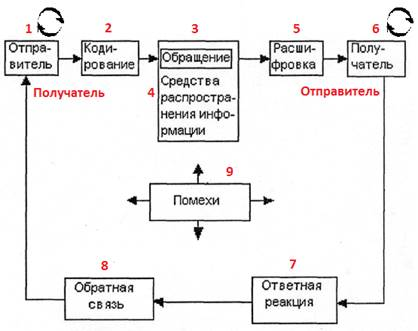 1
2
3
5
6
Отпра-
витель
Коди-
рование
Обращение
Средства
распростра-
нения инфо-
рмации
Расши-
фровка
Полу-
чатель
Получатель
4
Отправитель
9
Помехи
8
7
Обратная
связь
Ответная
реакция